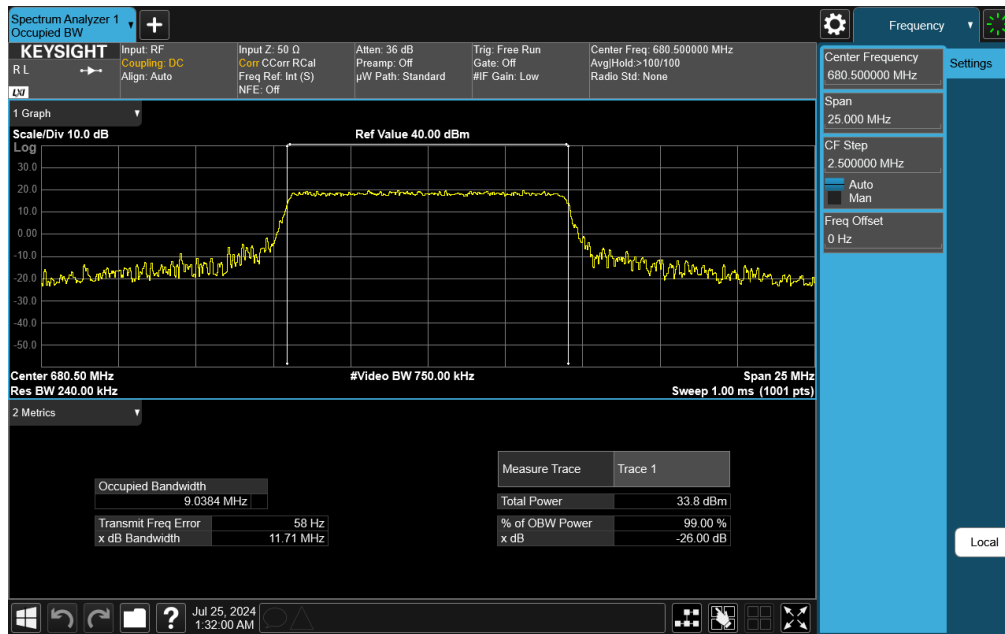 Spectrum Analyzer 1
Occupied BW
Frequency
KEYSIGHT
R L
LXI
Input: RF
Coupling: DC
Align: Auto
Input Z: 50 Ω
Corr CCorr RCal
Freq Ref: Int (S)
NFE: Off
Atten: 36 dB
Preamp: Off
µW Path: Standard
Trig: Free Run
Gate: Off
#IF Gain: Low
Center Freq: 680.500000 MHz
Avg|Hold:>100/100
Radio Std: None
Center Frequency
680.500000 MHz
Settings
Span
25.000 MHz
CF Step
2.500000 MHz
Auto
Man
Freq Offset
0 Hz
Local
1 Graph
Scale/Div 10.0 dB
Ref Value 40.00 dBm
Log
30.0
20.0
10.0
0.00
-10.0
-20.0
-30.0
-40.0
-50.0
Center 680.50 MHz
#Video BW 750.00 kHz
Span 25 MHz
Res BW 240.00 kHz
Sweep 1.00 ms (1001 pts)
2 Metrics
Occupied Bandwidth
9.0384 MHz
Transmit Freq Error 58 Hz
x dB Bandwidth 11.71 MHz
Measure Trace Trace 1
Total Power 33.8 dBm
% of OBW Power 99.00 %
x dB -26.00 dB
?
Jul 25, 2024
1:32:00 AM